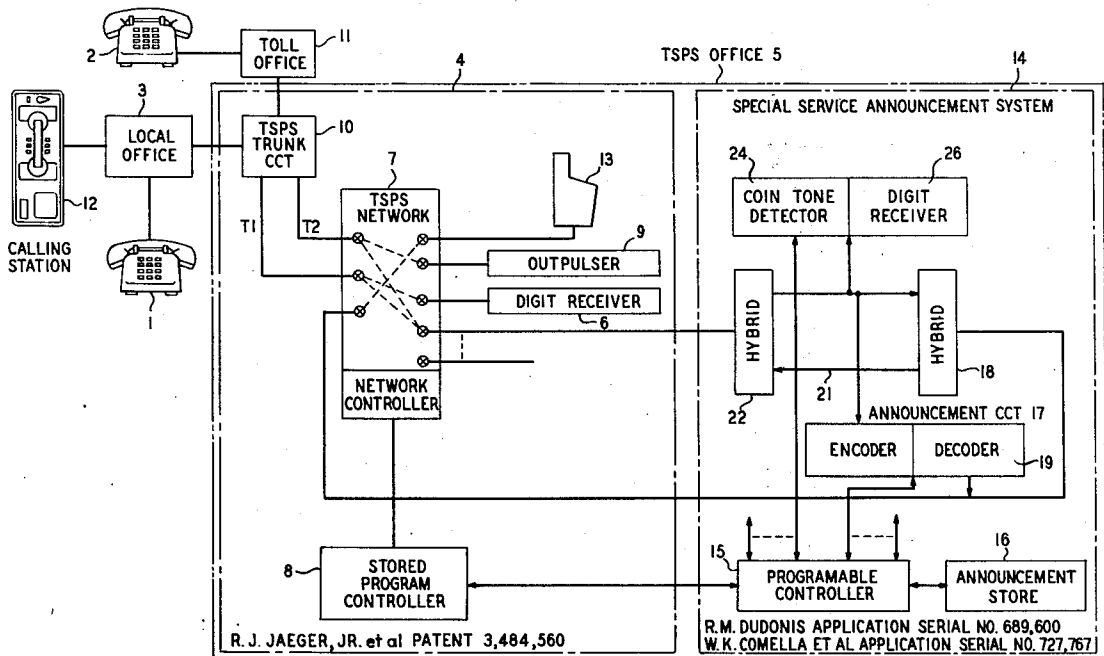 2
TOLL OFFICE
11
TSPS OFFICE 5
4
14
3
LOCAL OFFICE
TSPS TRUNK CCT
10
SPECIAL SERVICE ANNOUNCEMENT SYSTEM
12
CALLING STATION
1
T1
T2
7
TSPS NETWORK
13
24
COIN TONE DETECTOR
26
DIGIT RECEIVER
9
OUTPULSER
DIGIT RECEIVER
6
HYBRID
22
HYBRID
18
21
NETWORK CONTROLLER
ANNOUNCEMENT CCT 17
ENCODER
DECODER
19
8
STORED PROGRAM CONTROLLER
15
PROGRAMABLE CONTROLLER
16
ANNOUNCEMENT STORE
R.J. JAEGER, JR. et al PATENT 3,484,560
R.M. DUDONIS APPLICATION SERIAL NO. 689,600
W.K. COMELLA ET AL APPLICATION SERIAL NO. 727,767